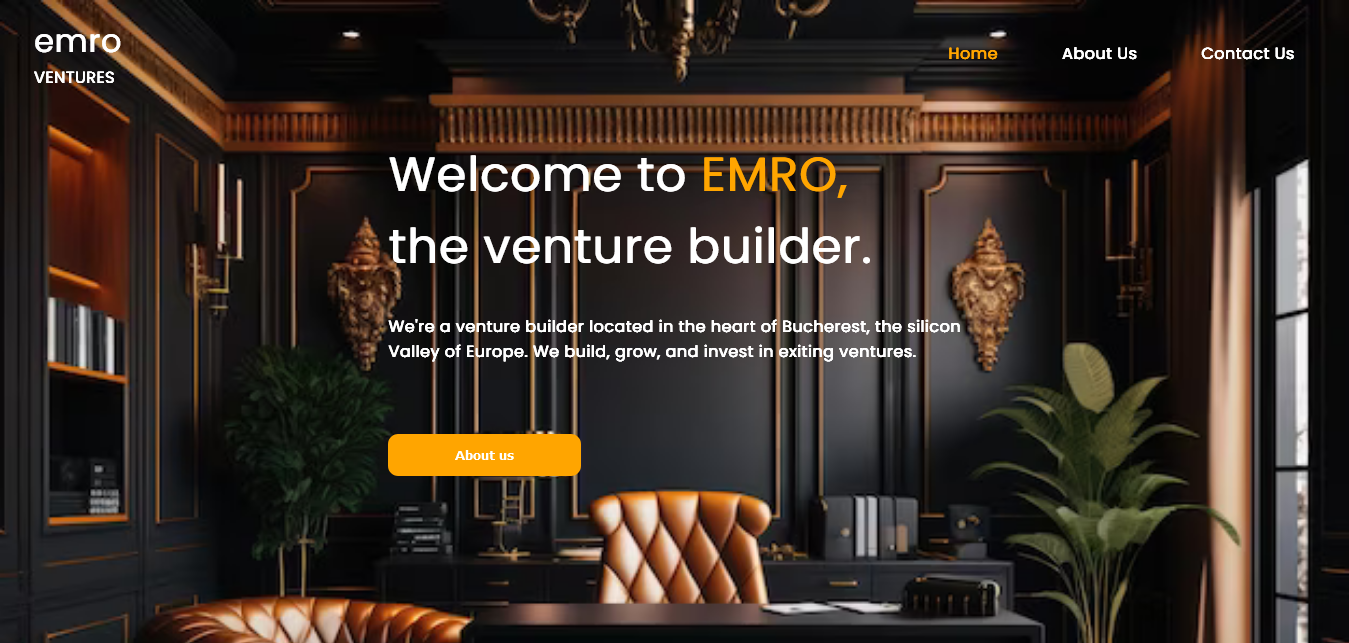 emro
VENTURES
Home
About Us
Contact Us
Welcome to EMRO,
the venture builder.
We're a venture builder located in the heart of Bucherest, the silicon
Valley of Europe. We build, grow, and invest in exiting ventures.
About us